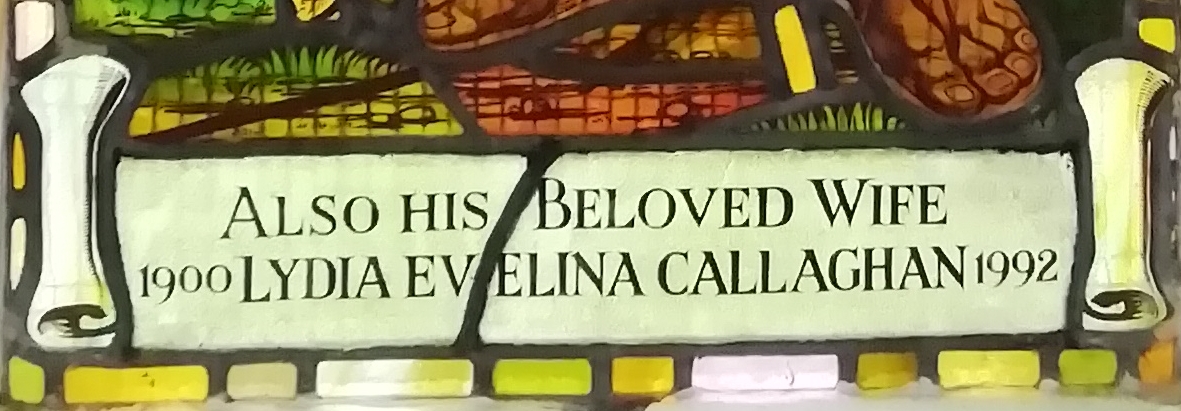 ALSO HIS BELOVED WIFE
1900 LYDIA EVELINA CALLAGHAN 1992